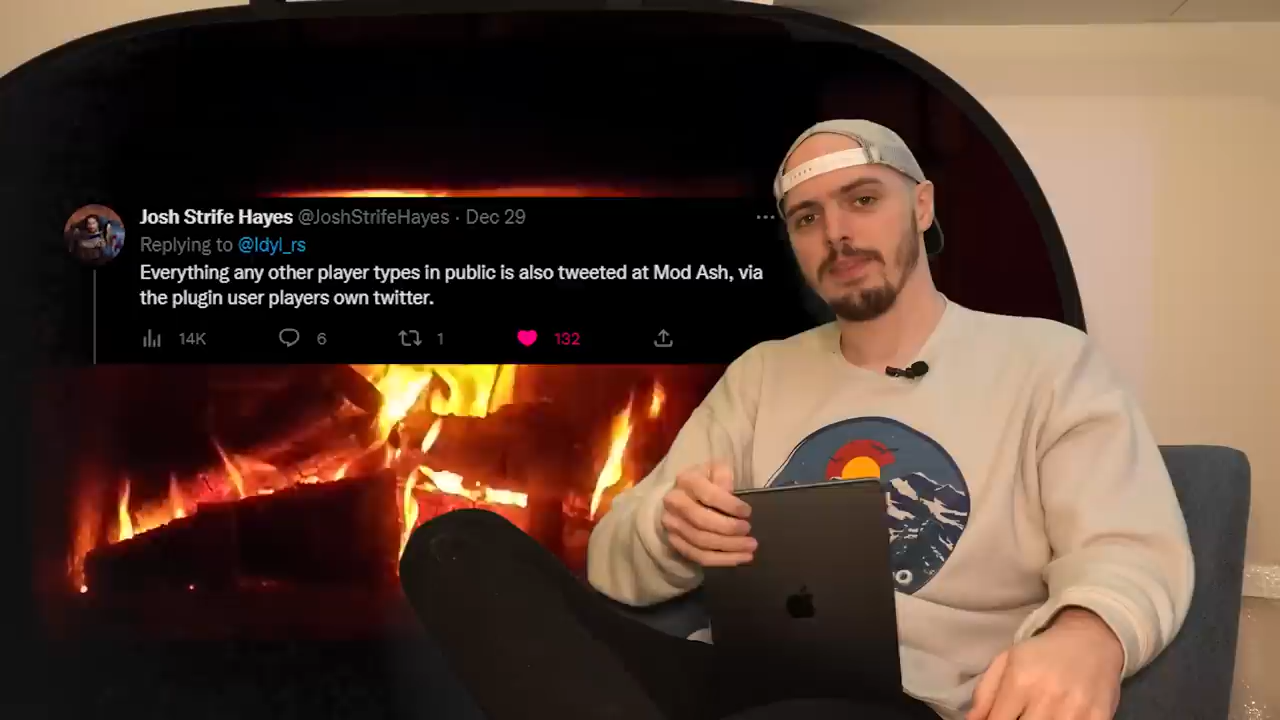 Josh Strife Hayes @JoshStrifeHayes · Dec 29
Replying to @Idyl_rs
Everything any other player types in public is also tweeted at Mod Ash, via
the plugin user players own twitter.
14K 6 1 132